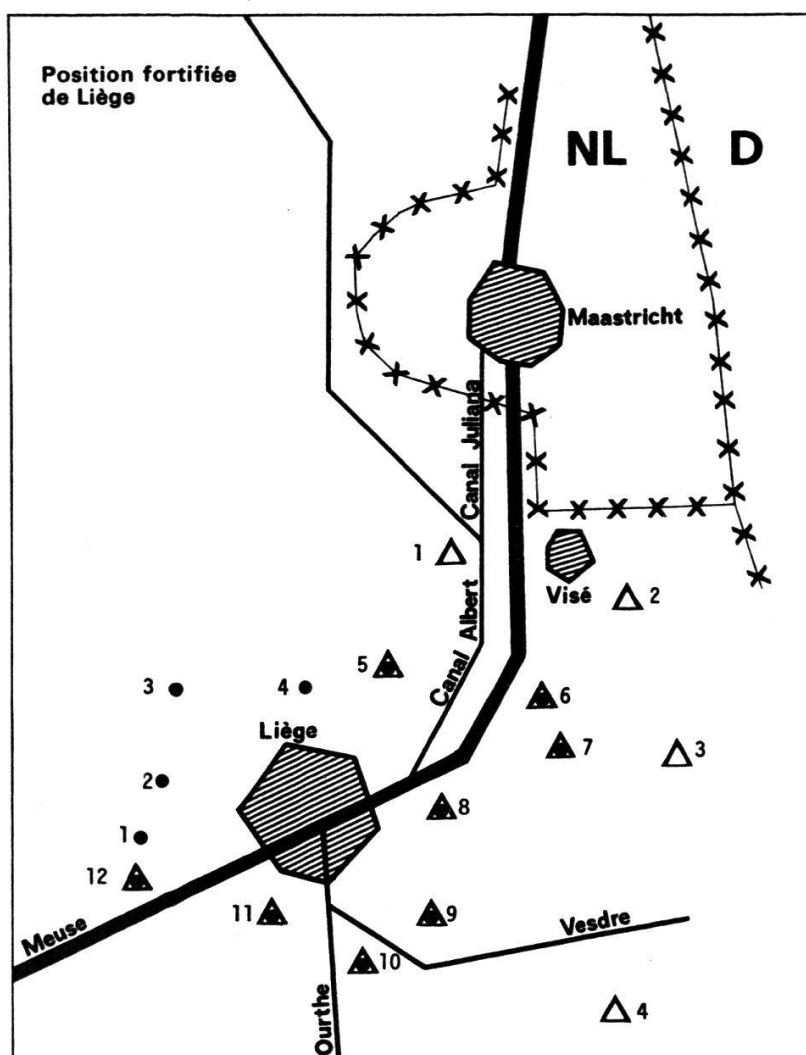 Position fortifiée
de Liège
NL
D
Maastricht
Canal Juliana
1
Visé
2
Canal Albert
5
3
4
6
Liège
7
3
2
8
1
12
11
9
Vesdre
Meuse
10
4
Ourthe